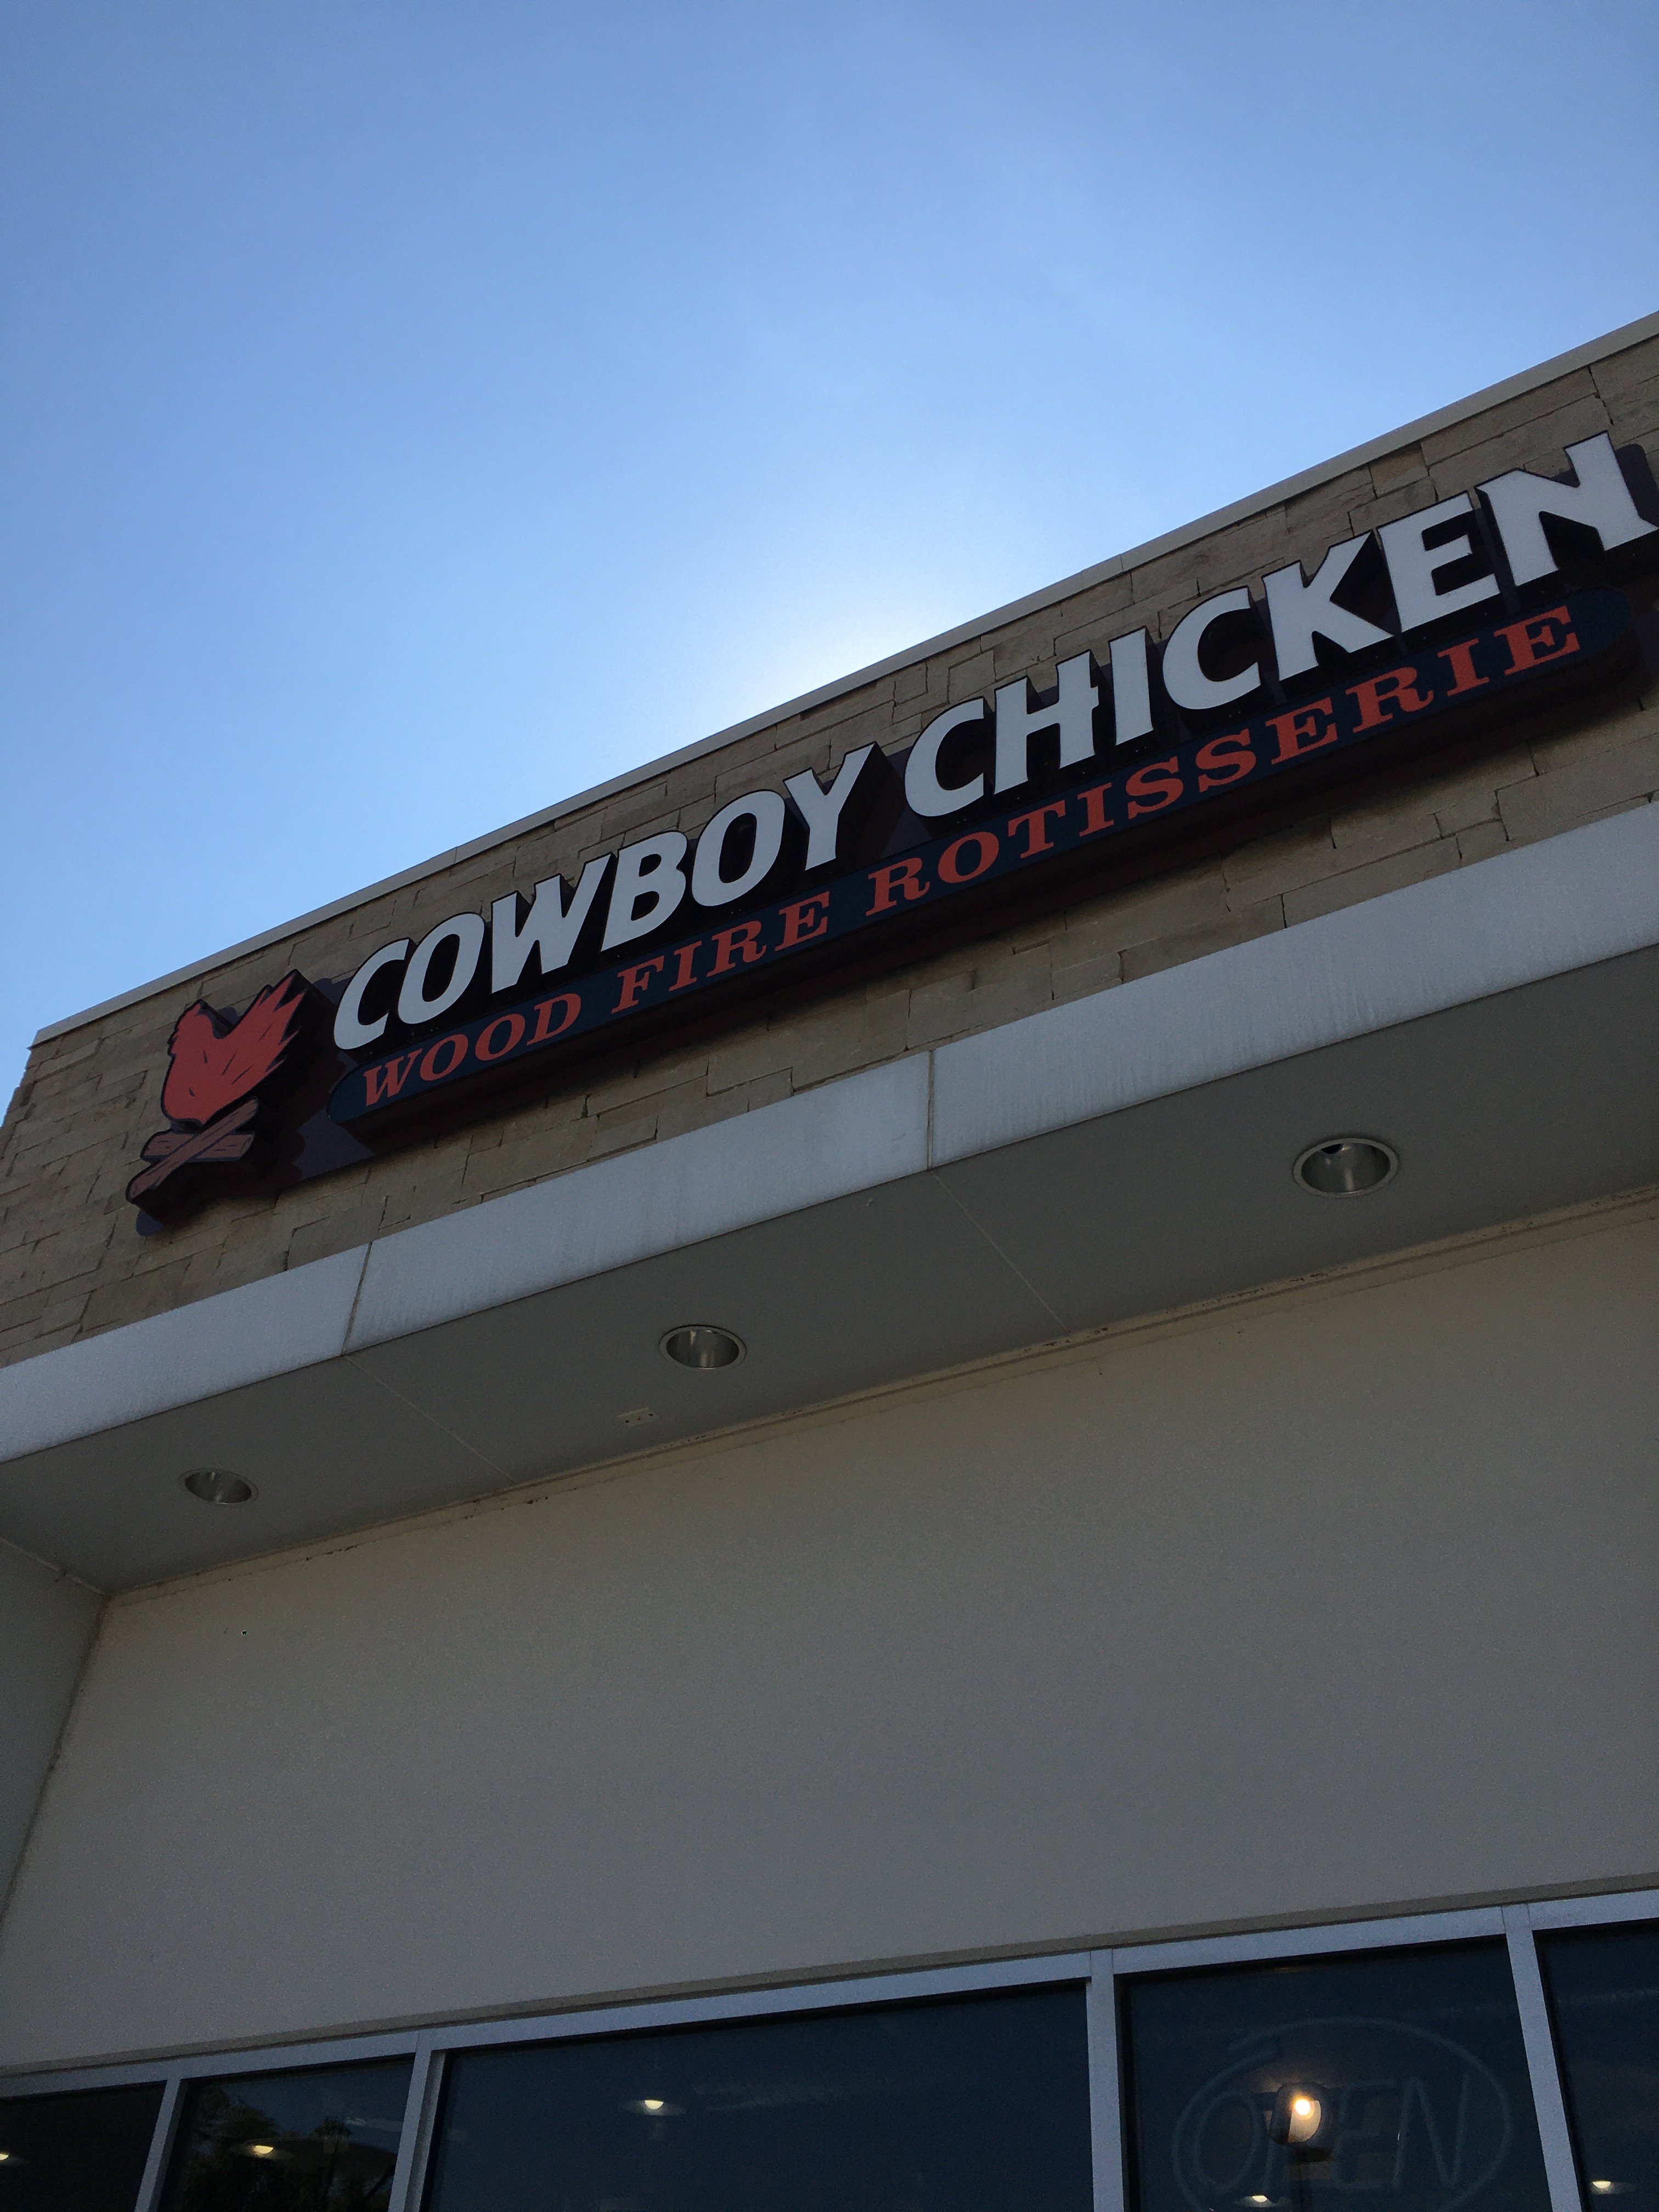 COWBOY CHICKEN
WOOD FIRE ROTISSERIE
OPEN